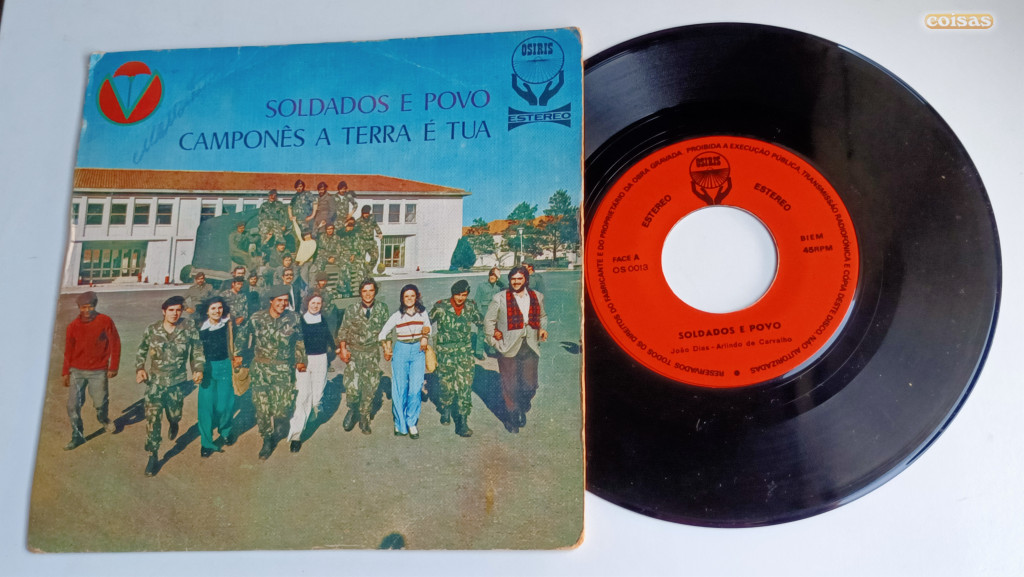 coisas
OSIRIS
ESTEREO
SOLDADOS E POVO
CAMPONÊS A TERRA É TUA
RESERVADOS TODOS OS DIREITOS DO FABRICANTE E DO PROPRIETÁRIO DA OBRA GRAVADA PROIBIDA A EXECUÇÃO PÚBLICA, TRANSMISSÃO RADIOFÓNICA E CÓPIA DESTE DISCO NÃO AUTORIZADAS
OSIRIS
ESTEREO
ESTEREO
FACE A
OS 0013
BIEM
45RPM
SOLDADOS E POVO
João Dias - Arlindo de Carvalho